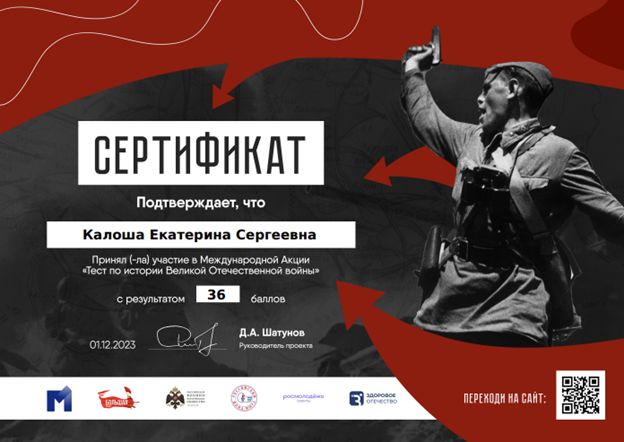 СЕРТИФИКАТ
Подтверждает, что
Калоша Екатерина Сергеевна
Принял (-ла) участие в Международной Акции
«Тест по истории Великой Отечественной войны»
с результатом 36 баллов
Д.А. Шатунов
01.12.2023
Руководитель проекта
росмолодёжь
ЗДОРОВОЕ
ОТЕЧЕСТВО
ПЕРЕХОДИ НА САЙТ: